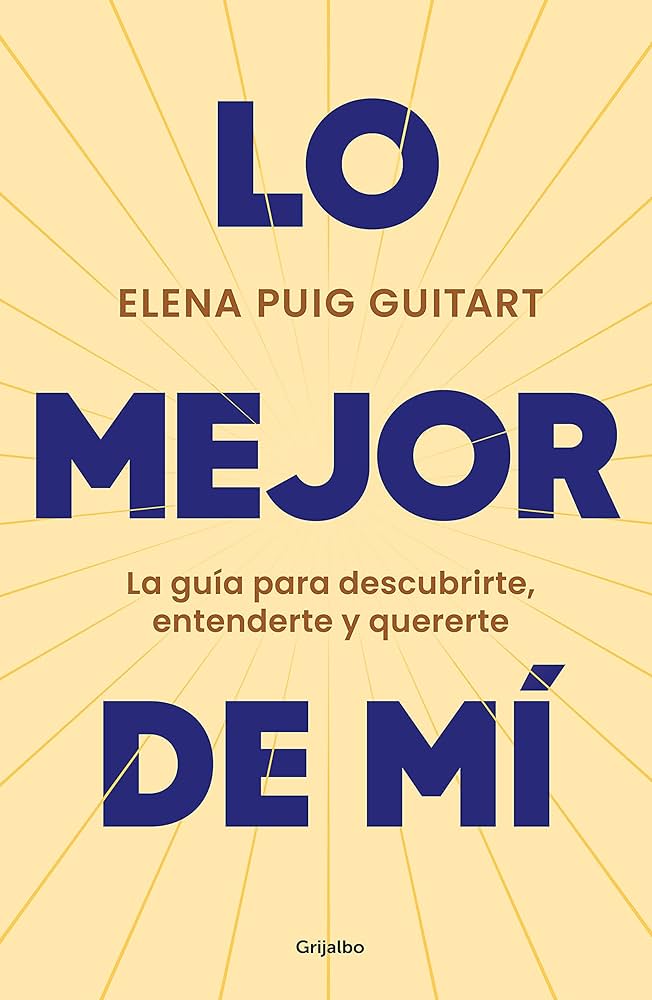 LO
ELENA PUIG GUITART
MEJOR
La guía para descubrirte,
entenderte y quererte
DE MÍ
Grijalbo